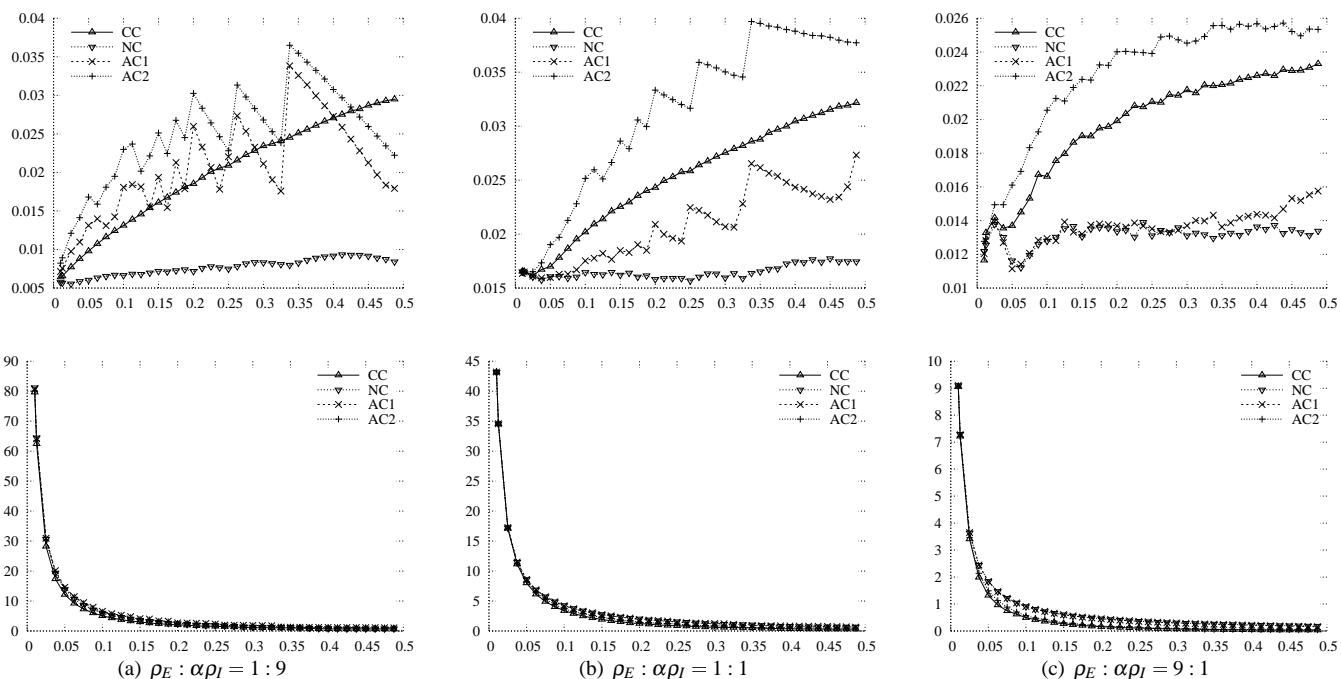 0.04
0.035
0.03
0.025
0.02
0.015
0.01
0.005
0 0.05 0.1 0.15 0.2 0.25 0.3 0.35 0.4 0.45 0.5
CC
NC
AC1
AC2
0.04
0.035
0.03
0.025
0.02
0.015
0 0.05 0.1 0.15 0.2 0.25 0.3 0.35 0.4 0.45 0.5
CC
NC
AC1
AC2
0.026
0.024
0.022
0.02
0.018
0.016
0.014
0.012
0.01
0 0.05 0.1 0.15 0.2 0.25 0.3 0.35 0.4 0.45 0.5
CC
NC
AC1
AC2
90
80
70
60
50
40
30
20
10
0
0 0.05 0.1 0.15 0.2 0.25 0.3 0.35 0.4 0.45 0.5
CC
NC
AC1
AC2
(a) ρ_E : αρ_I = 1 : 9
45
40
35
30
25
20
15
10
5
0
0 0.05 0.1 0.15 0.2 0.25 0.3 0.35 0.4 0.45 0.5
CC
NC
AC1
AC2
(b) ρ_E : αρ_I = 1 : 1
10
9
8
7
6
5
4
3
2
1
0
0 0.05 0.1 0.15 0.2 0.25 0.3 0.35 0.4 0.45 0.5
CC
NC
AC1
AC2
(c) ρ_E : αρ_I = 9 : 1